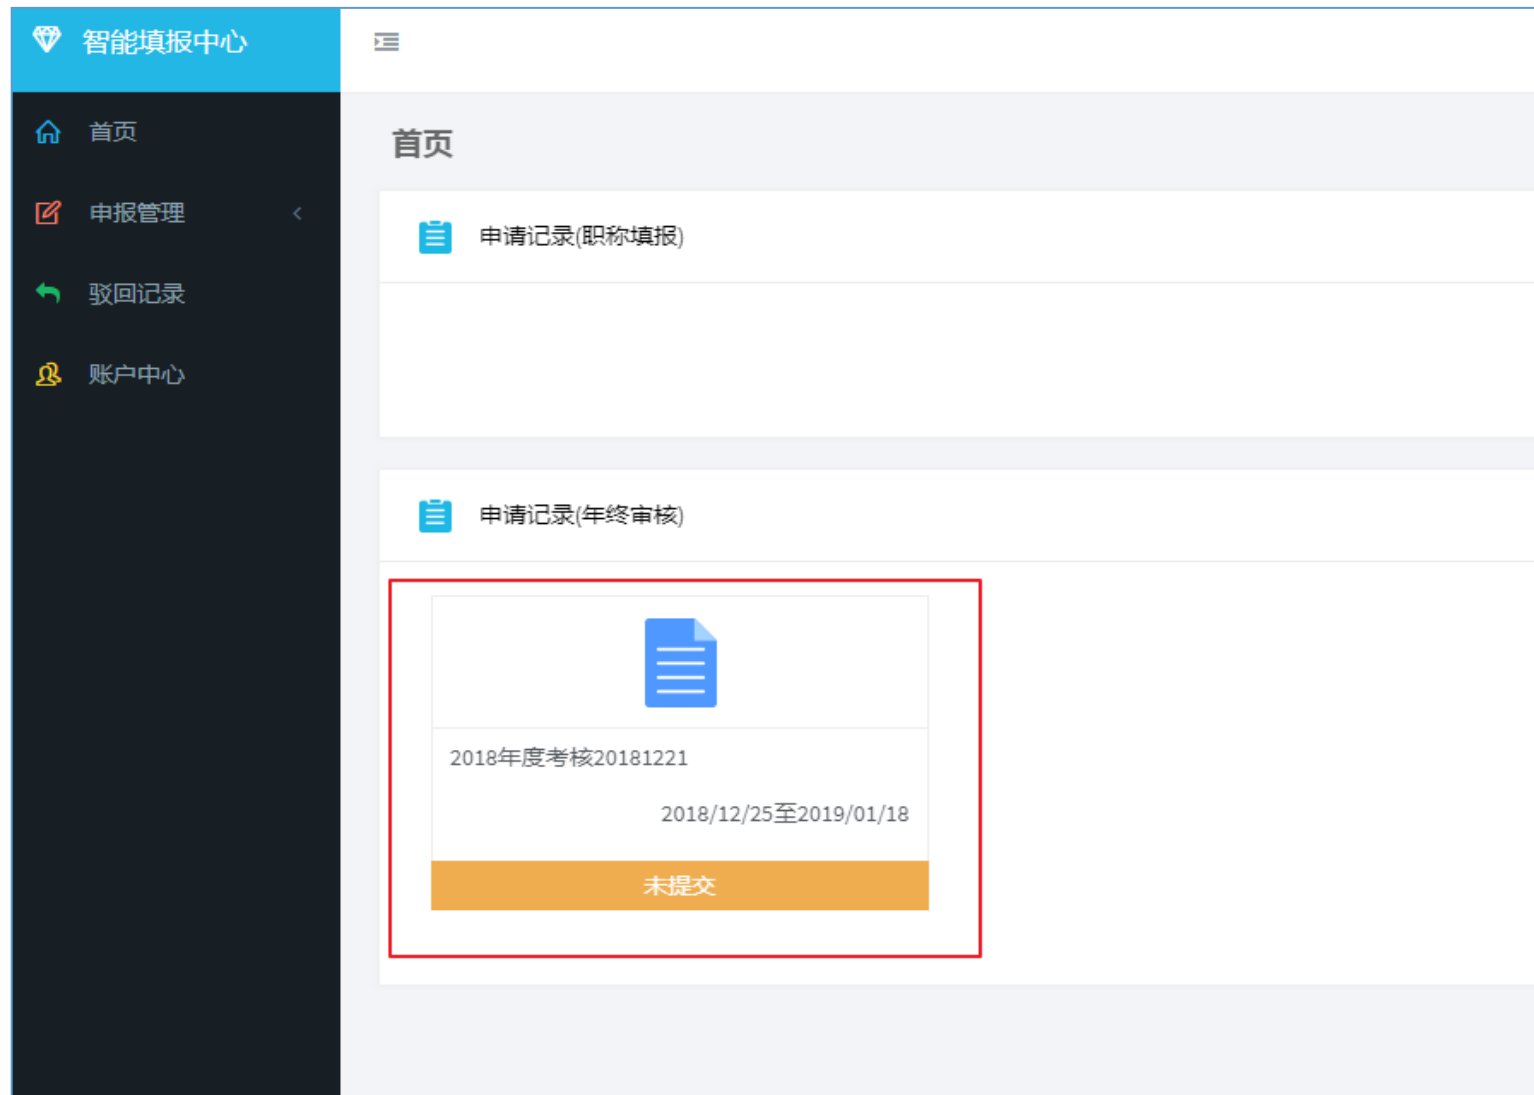 智能填报中心
首页
申报管理
驳回记录
账户中心
首页
申请记录(职称填报)
申请记录(年终审核)
2018年度考核20181221
2018/12/25至2019/01/18
未提交